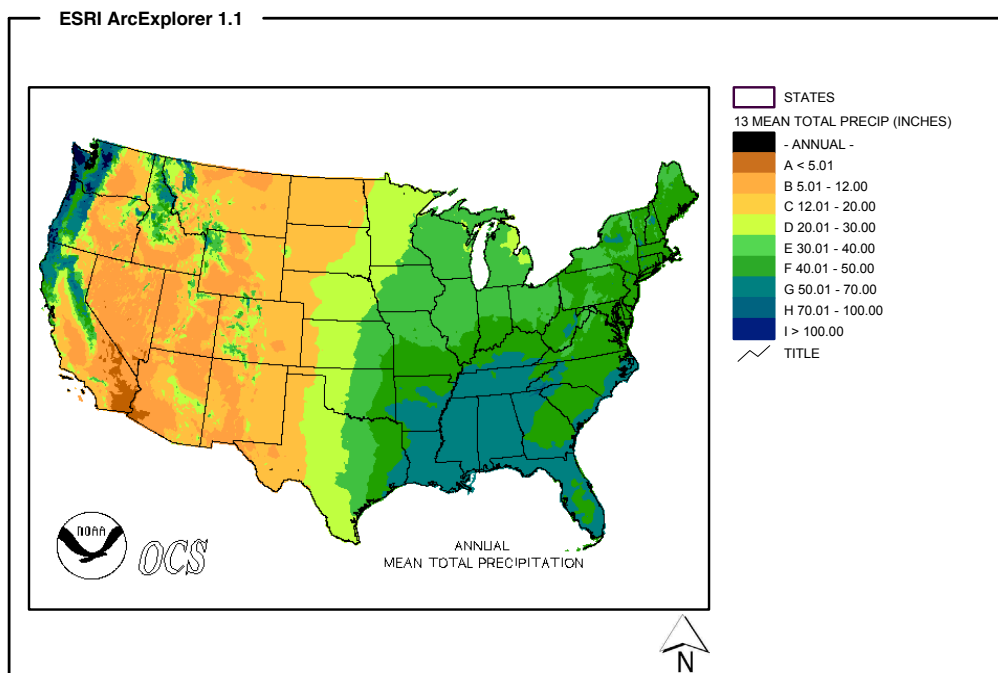 ESRI ArcExplorer 1.1
STATES
13 MEAN TOTAL PRECIP (INCHES)
- ANNUAL -
A < 5.01
B 5.01 - 12.00
C 12.01 - 20.00
D 20.01 - 30.00
E 30.01 - 40.00
F 40.01 - 50.00
G 50.01 - 70.00
H 70.01 - 100.00
I > 100.00
TITLE
NOAA
OCS
ANNUAL
MEAN TOTAL PRECIPITATION
N